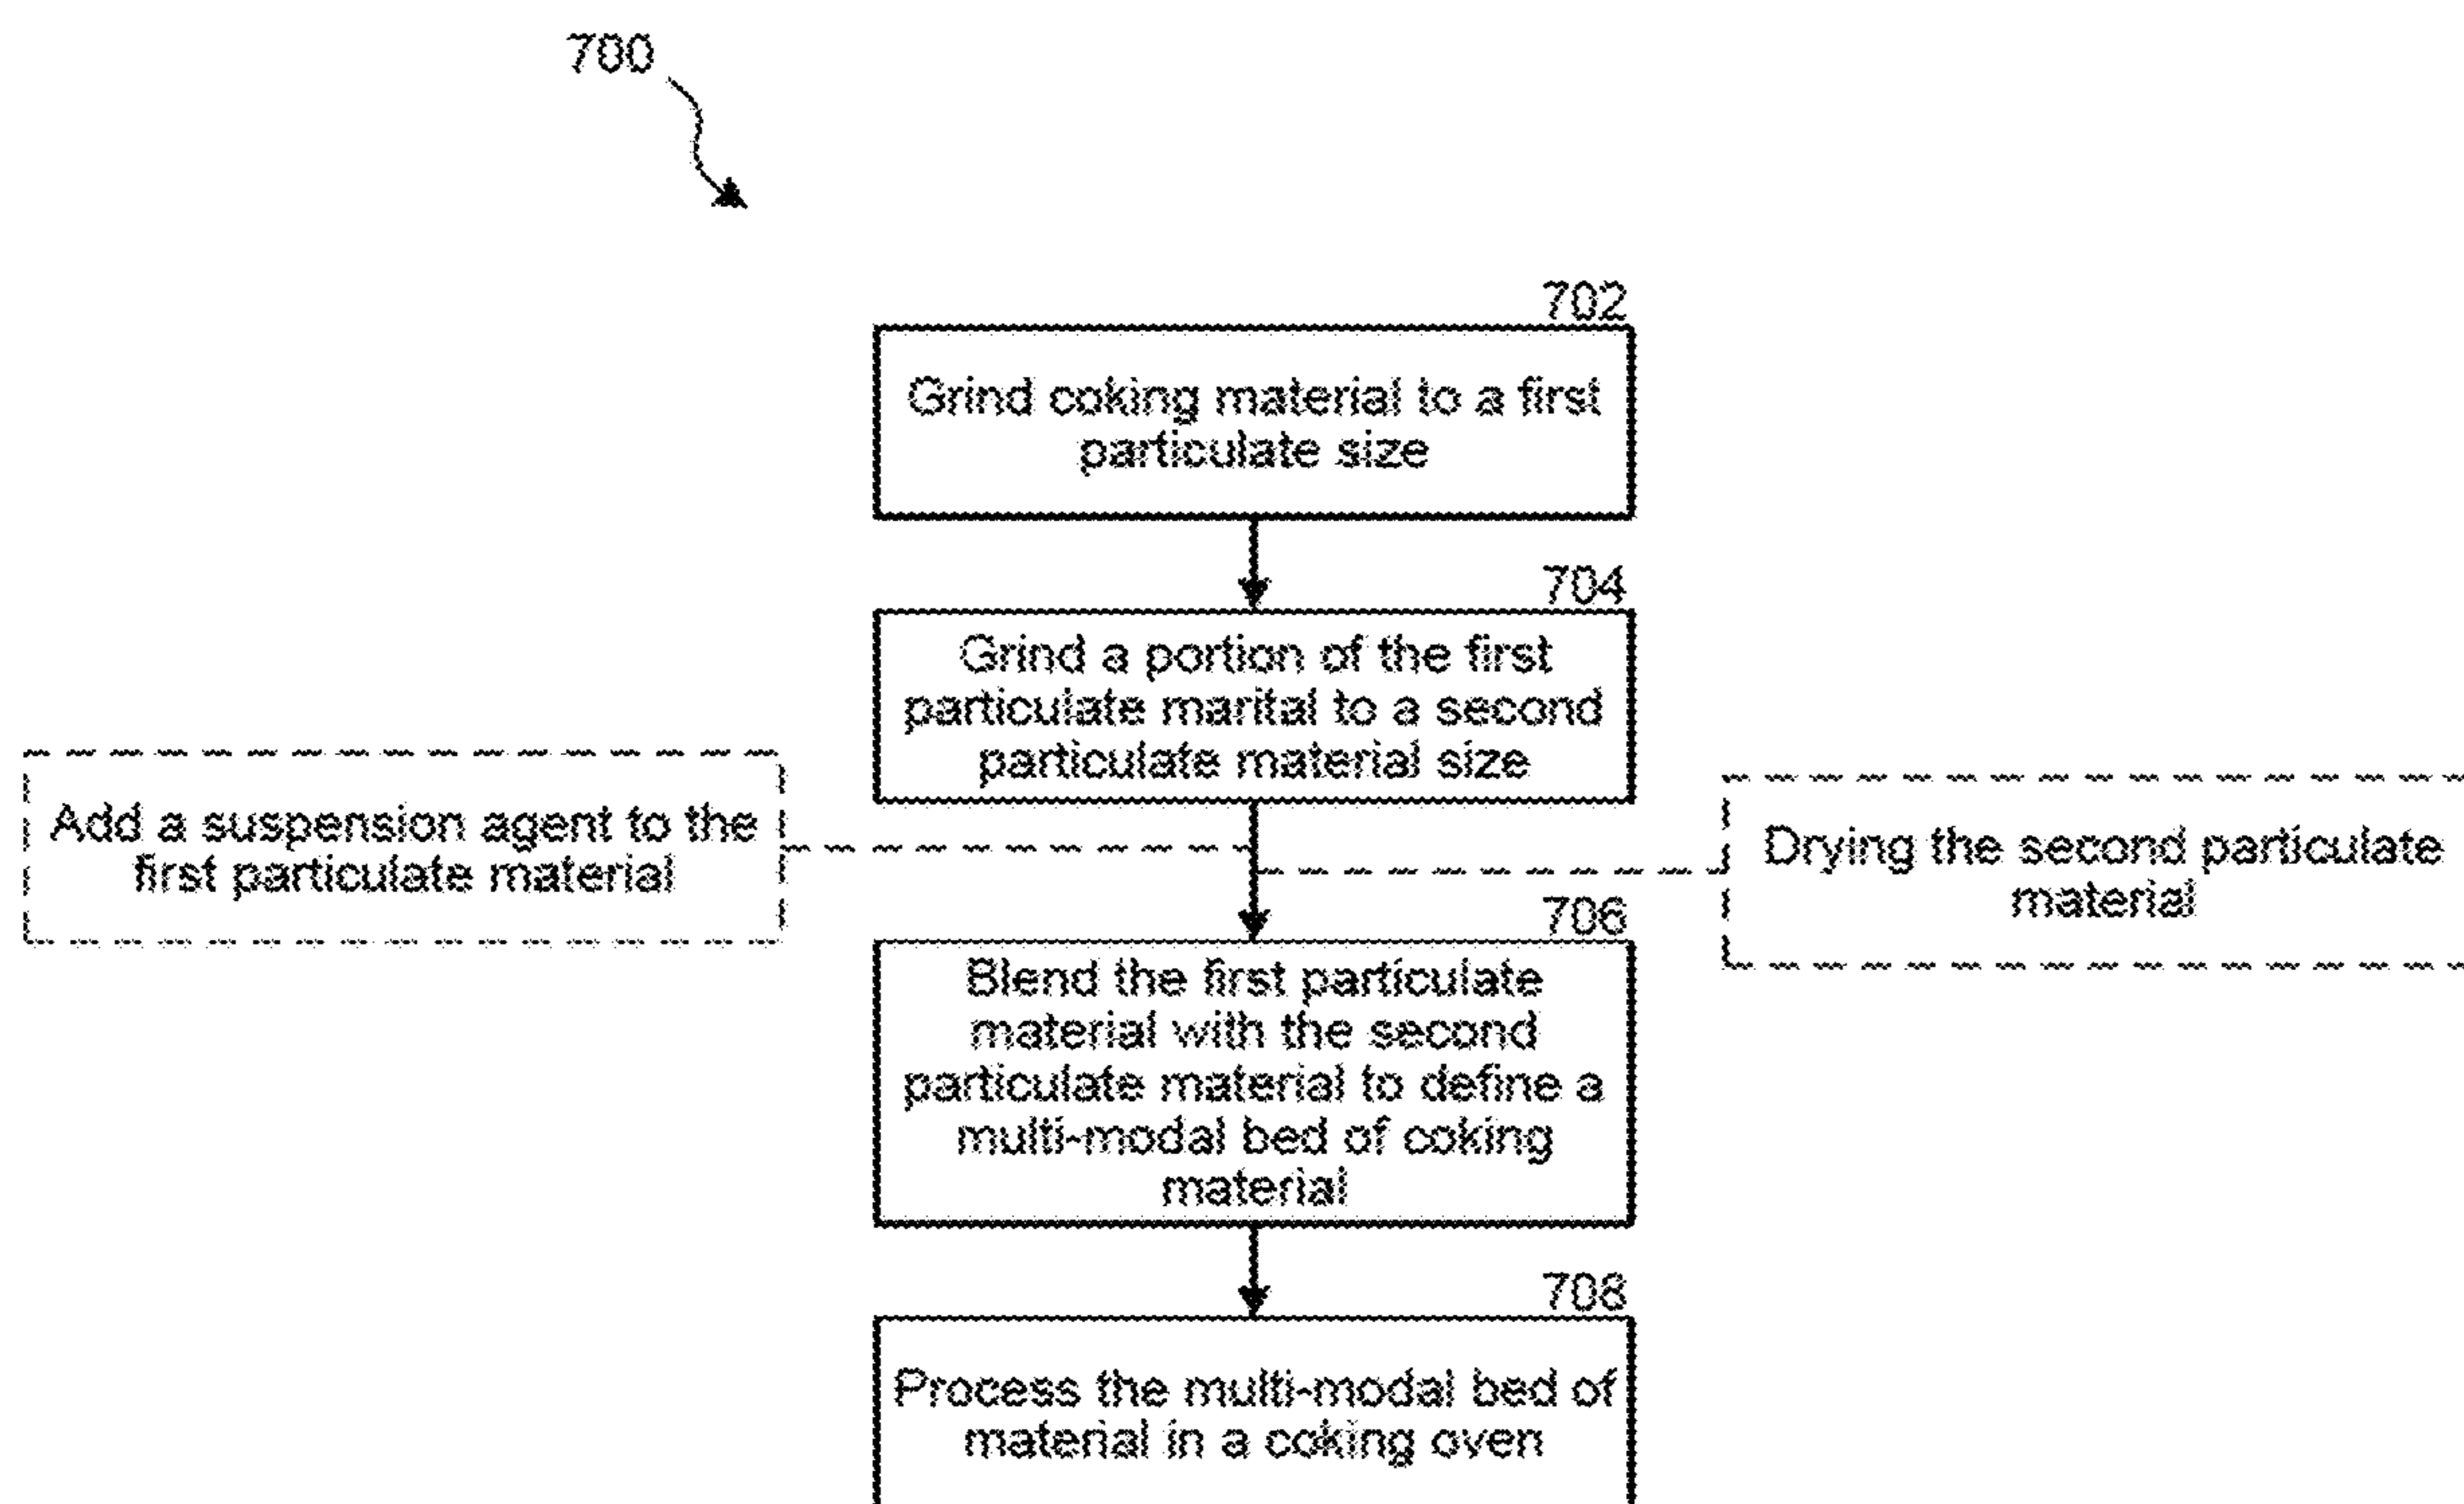 700
702
Grind coking material to a first
particulate size
704
Grind a portion of the first
particulate marital to a second
particulate material size
Add a suspension agent to the
first particulate material
Drying the second particulate
material
706
Blend the first particulate
material with the second
particulate material to define a
multi-modal bed of coking
material
708
Process the multi-modal bed of
material in a coking oven